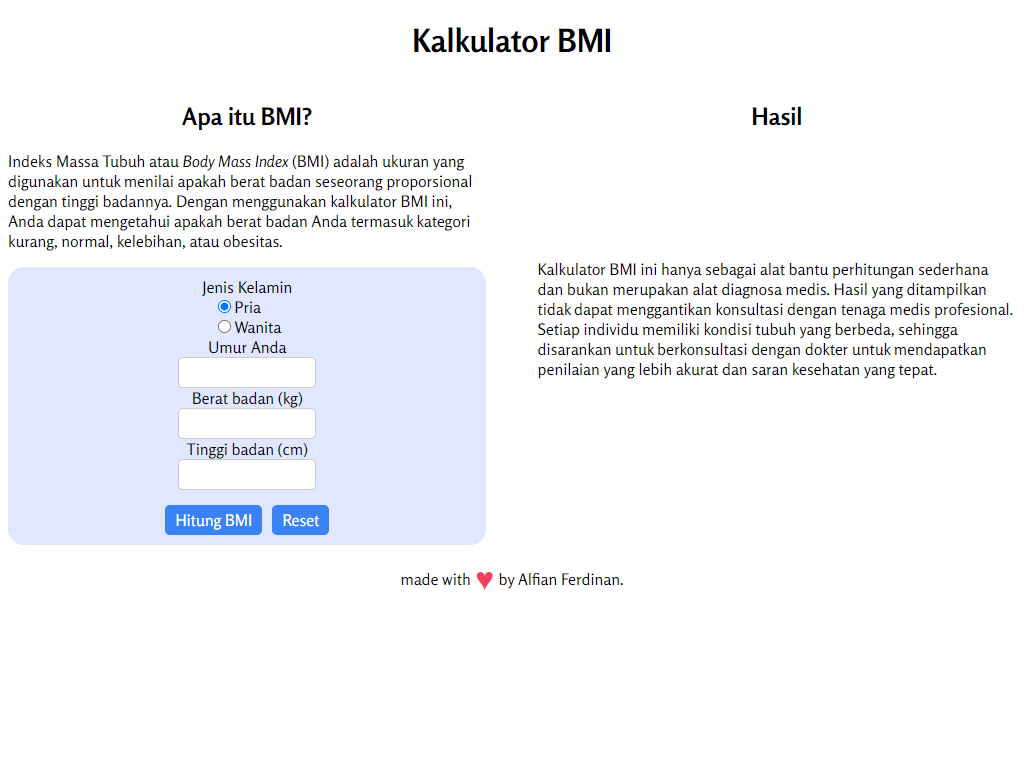 Kalkulator BMI
Apa itu BMI?
Indeks Massa Tubuh atau Body Mass Index (BMI) adalah ukuran yang
digunakan untuk menilai apakah berat badan seseorang proporsional
dengan tinggi badannya. Dengan menggunakan kalkulator BMI ini,
Anda dapat mengetahui apakah berat badan Anda termasuk kategori
kurang, normal, kelebihan, atau obesitas.
Jenis Kelamin
Pria
Wanita
Umur Anda
Berat badan (kg)
Tinggi badan (cm)
Hitung BMI
Reset
Hasil
Kalkulator BMI ini hanya sebagai alat bantu perhitungan sederhana
dan bukan merupakan alat diagnosa medis. Hasil yang ditampilkan
tidak dapat menggantikan konsultasi dengan tenaga medis profesional.
Setiap individu memiliki kondisi tubuh yang berbeda, sehingga
disarankan untuk berkonsultasi dengan dokter untuk mendapatkan
penilaian yang lebih akurat dan saran kesehatan yang tepat.
made with ♥ by Alfian Ferdinan.